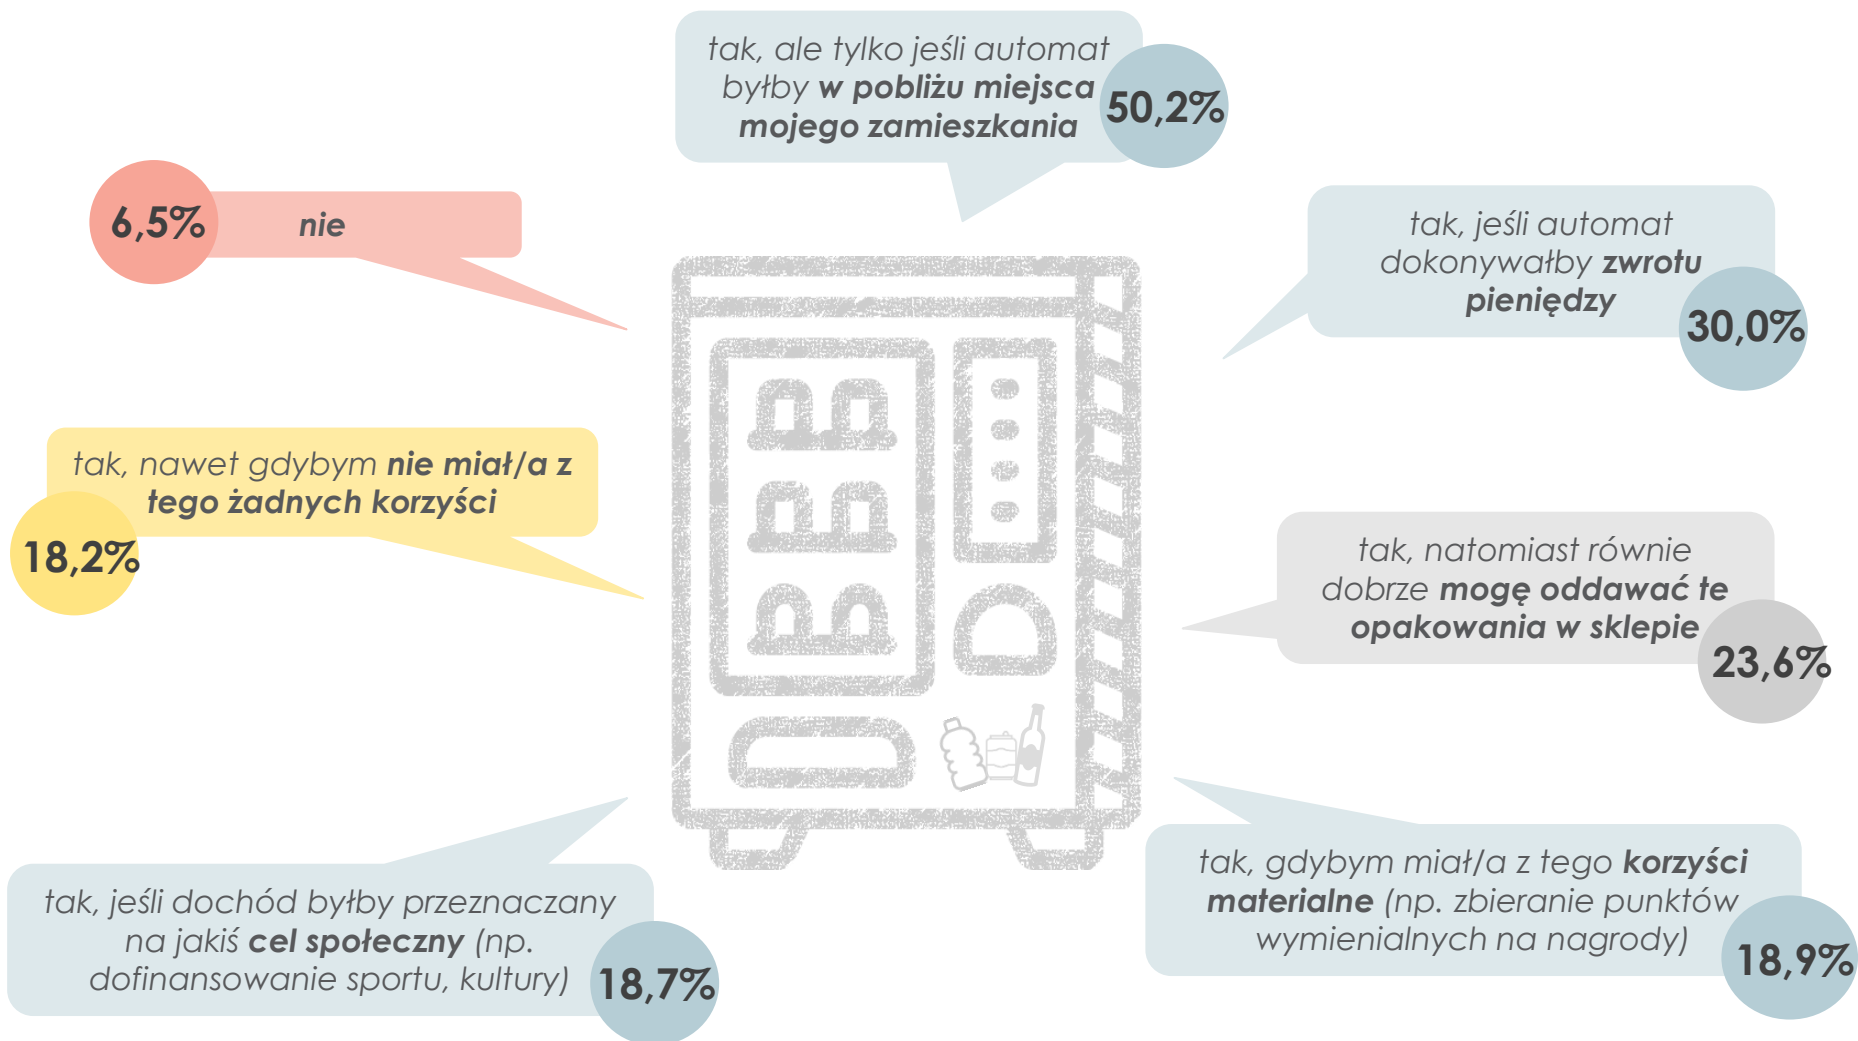 tak, ale tylko jeśli automat
byłby w pobliżu miejsca
mojego zamieszkania
50,2%
6,5%
nie
tak, jeśli automat
dokonywałby zwrotu
pieniędzy
30,0%
tak, nawet gdybym nie miał/a z
tego żadnych korzyści
18,2%
tak, natomiast równie
dobrze mogę oddawać te
opakowania w sklepie
23,6%
tak, jeśli dochód byłby przeznaczany
na jakiś cel społeczny (np.
dofinansowanie sportu, kultury)
18,7%
tak, gdybym miał/a z tego korzyści
materialne (np. zbieranie punktów
wymienialnych na nagrody)
18,9%